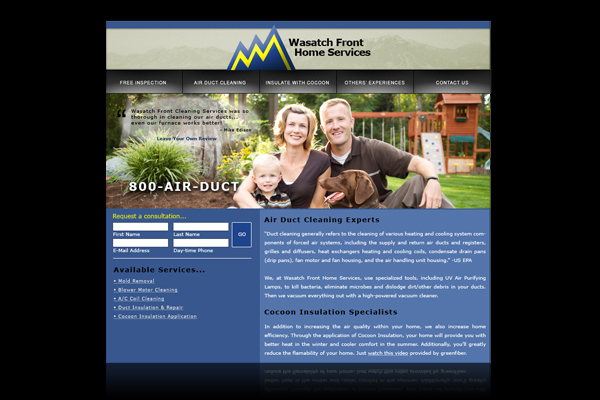 Wasatch Front
Home Services
FREE INSPECTION
AIR DUCT CLEANING
INSULATE WITH COCOON
OTHERS' EXPERIENCES
CONTACT US
“ Wasatch Front Cleaning Services was so
thorough in cleaning our air ducts...
even our furnace works better!
Leave Your Own Review
800-AIR-DUCT
Request a consultation...
First Name
Last Name
GO
E-Mail Address
Day-time Phone
Available Services...
• Mold Removal
• Blower Motor Cleaning
• A/C Coil Cleaning
• Duct Insulation & Repair
• Cocoon Insulation Application
Air Duct Cleaning Experts
"Duct cleaning generally refers to the cleaning of various heating and cooling system com-
ponents of forced air systems, including the supply and return air ducts and registers,
grilles and diffusers, heat exchangers heating and cooling coils, condensate drain pans
(drip pans), fan motor and fan housing, and the air handling unit housing." -US EPA
We, at Wasatch Front Home Services, use specialized tools, including UV Air Purifying
Lamps, to kill bacteria, eliminate microbes and dislodge dirt/other debris in your ducts.
Then we vacuum everything out with a high-powered vacuum cleaner.
Cocoon Insulation Specialists
In addition to increasing the air quality within your home, we also increase home
efficiency. Through the application of Cocoon Insulation, your home will provide you with
better heat in the winter and cooler comfort in the summer. Additionally, you'll greatly
reduce the flamability of your home. Just watch this video provided by greenfiber.